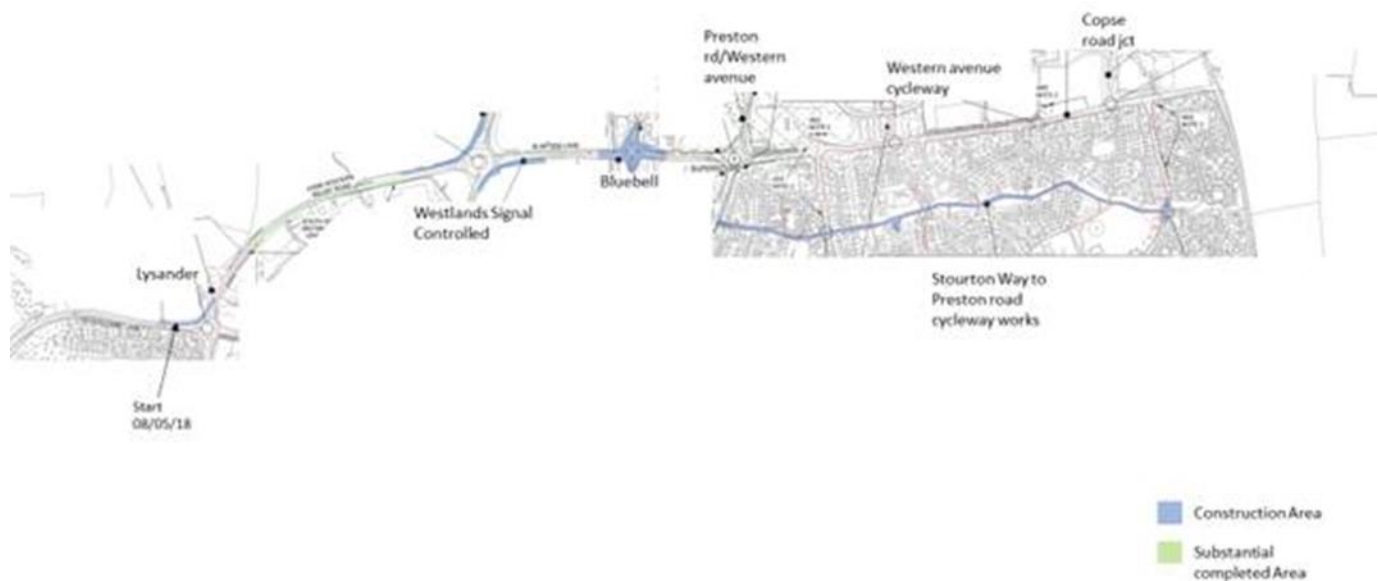 Copse
road jct
Preston
rd/Western
avenue
Western avenue
cycleway
Bluebell
Westlands Signal
Controlled
Lysander
Stourton Way to
Preston road
cycleway works
Start
08/05/18
Construction Area
Substantial
completed Area